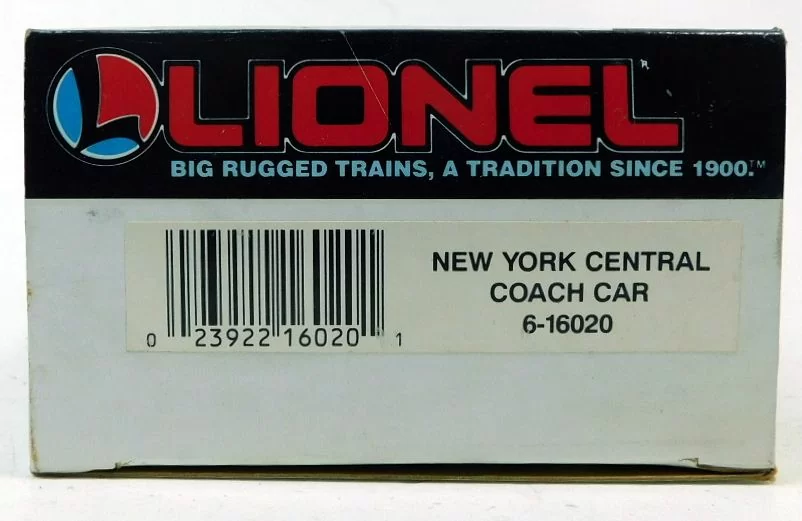 LIONEL R
BIG RUGGED TRAINS, A TRADITION SINCE 1900.™
NEW YORK CENTRAL
COACH CAR
6-16020
0 23922 16020 1